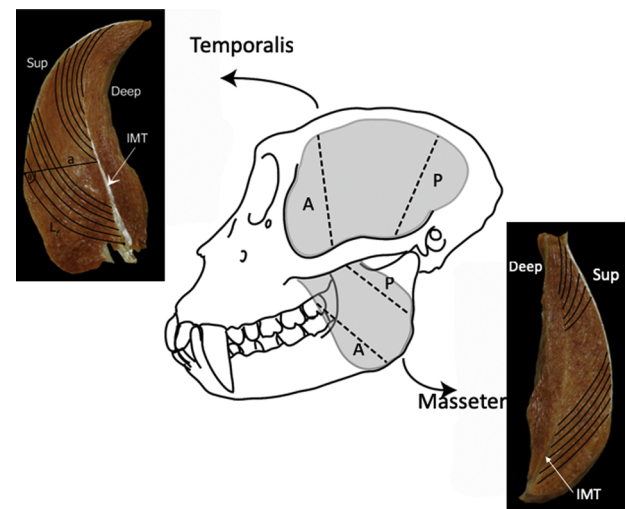 Temporalis
Sup
Deep
IMT
a
L
A
P
P
A
Masseter
Deep
Sup
IMT